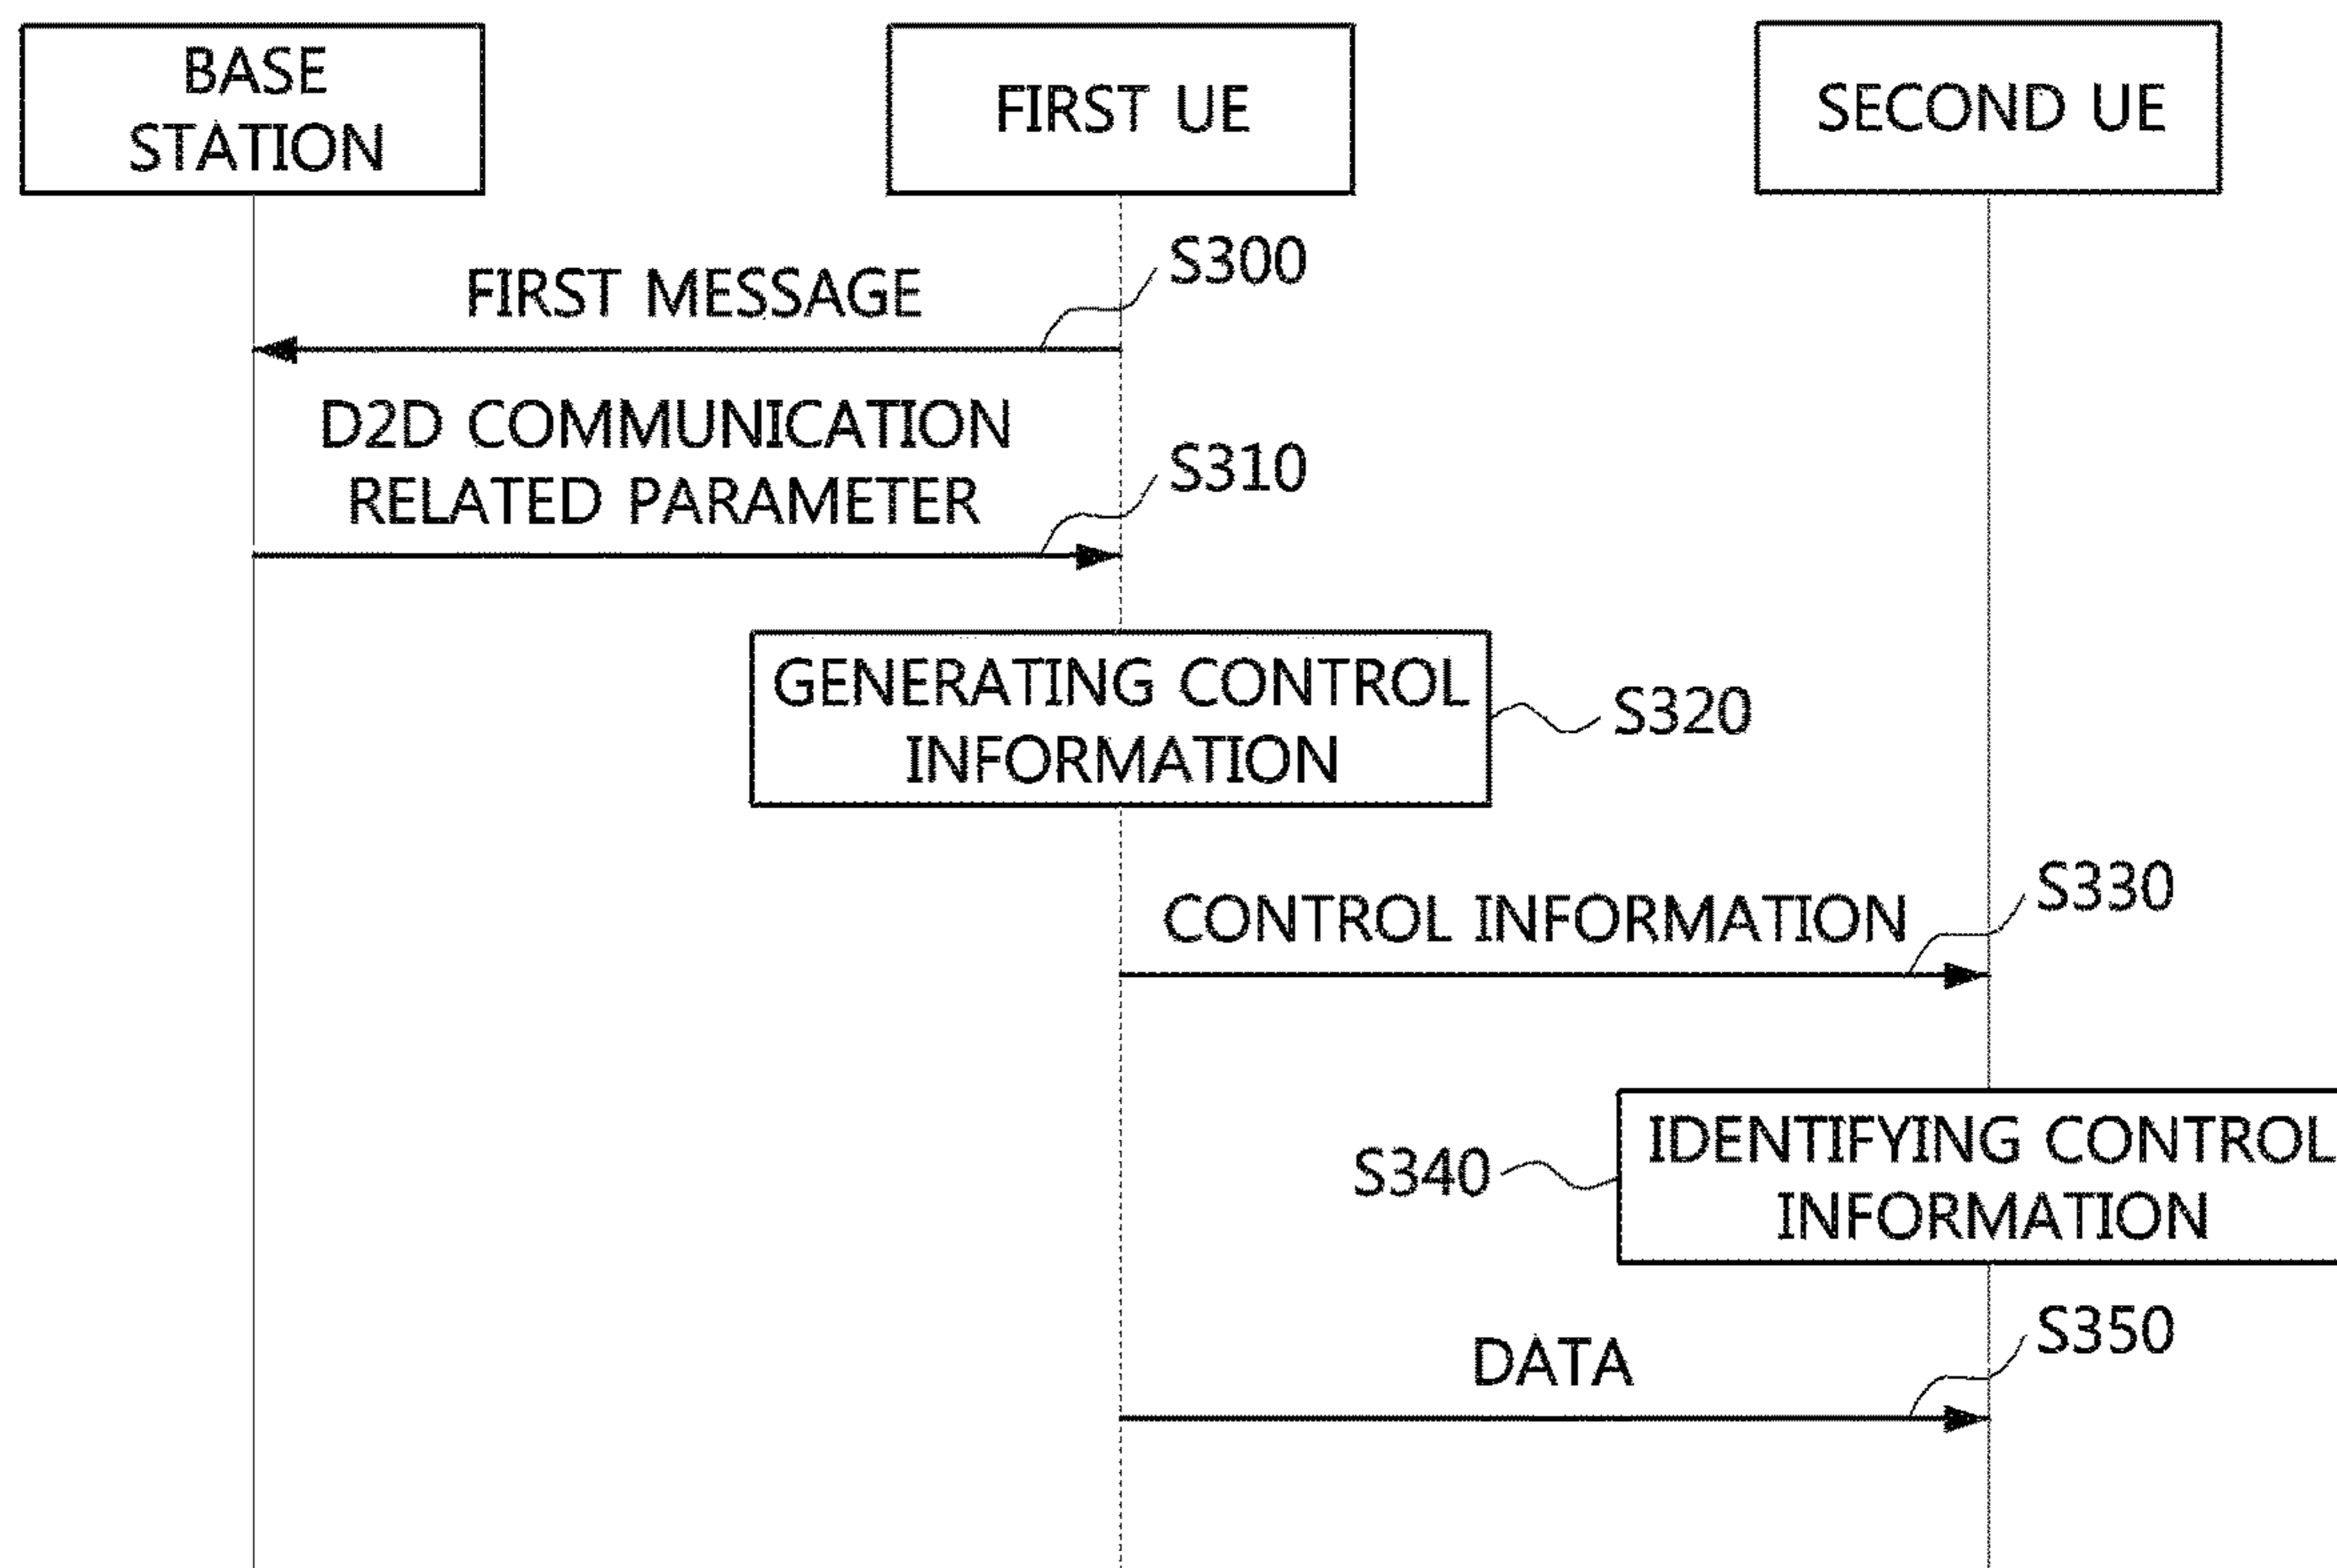 BASE
STATION
FIRST UE
SECOND UE
S300
FIRST MESSAGE
D2D COMMUNICATION
RELATED PARAMETER
S310
GENERATING CONTROL
INFORMATION
S320
CONTROL INFORMATION
S330
IDENTIFYING CONTROL
INFORMATION
S340
S350
DATA